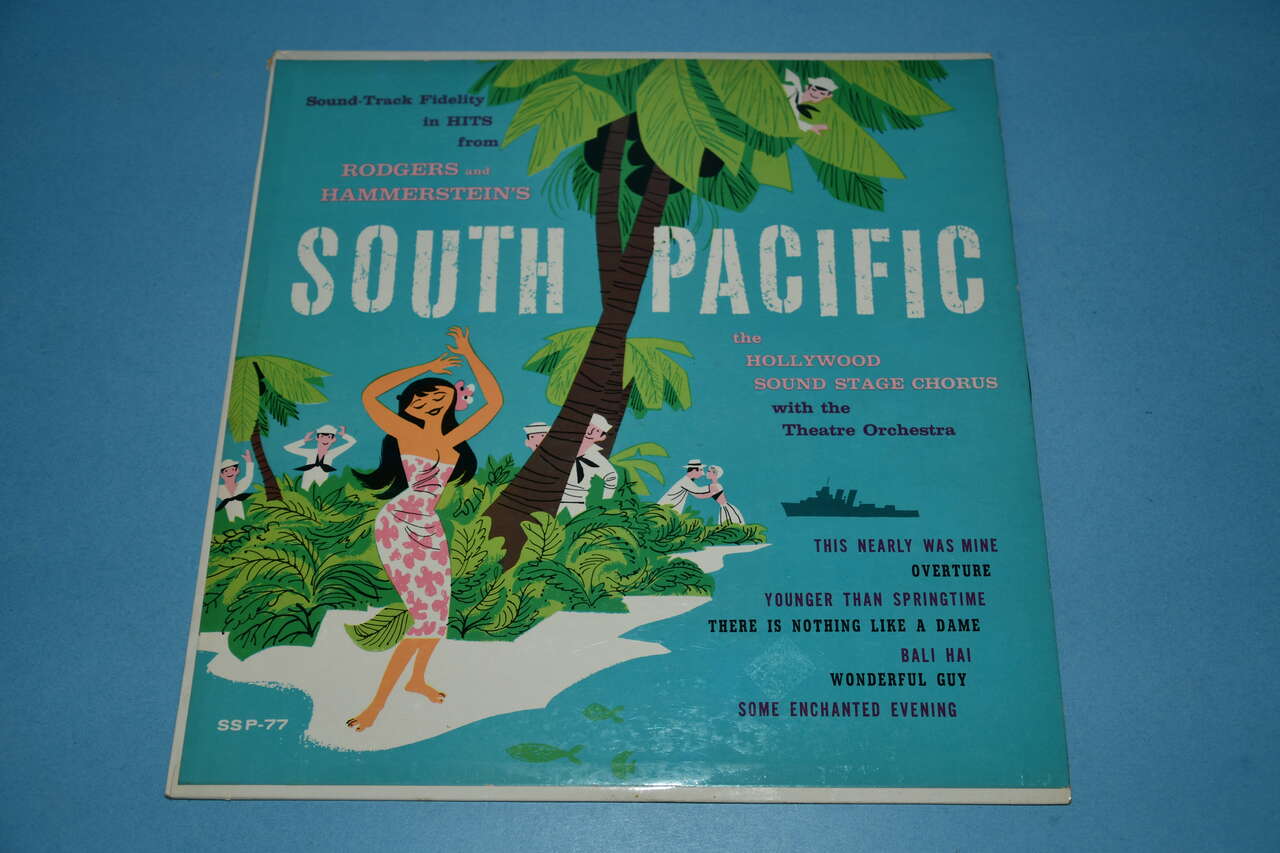 Sound-Track Fidelity
in HITS
from
RODGERS and
HAMMERSTEIN'S
SOUTH PACIFIC
the
HOLLYWOOD
SOUND STAGE CHORUS
with the
Theatre Orchestra
THIS NEARLY WAS MINE
OVERTURE
YOUNGER THAN SPRINGTIME
THERE IS NOTHING LIKE A DAME
BALI HAI
WONDERFUL GUY
SOME ENCHANTED EVENING
SSP-77